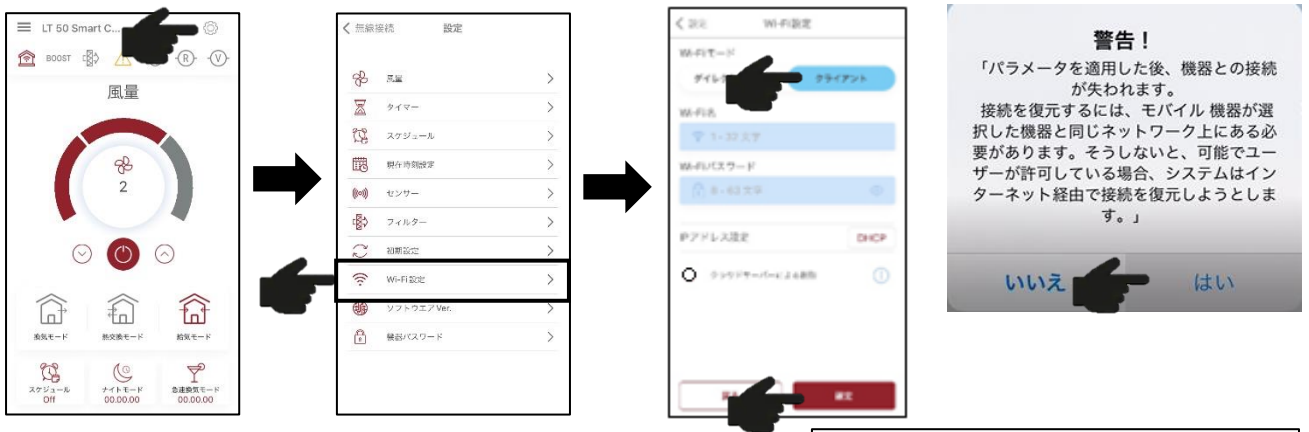 LT 50 Smart C...
BOOST
R
V
風量
2
換気モード
熱交換モード
給気モード
スケジュール
Off
ナイトモード
00.00.00
急速換気モード
00.00.00
無線接続
設定
風量
タイマー
スケジュール
現在時刻設定
センサー
フィルター
初期設定
Wi-Fi設定
ソフトウエアVer.
機器パスワード
設定
Wi-Fi設定
Wi-Fiモード
クライアント
Wi-Fi名
1-32文字
Wi-Fiパスワード
8-63文字
IPアドレス設定
DHCP
確定
警告！
「パラメータを適用した後、機器との接続
が失われます。
接続を復元するには、モバイル 機器が選
択した機器と同じネットワーク上にある必
要があります。そうしないと、可能でユー
ザーが許可している場合、システムはイン
ターネット経由で接続を復元しようとしま
す。」
いいえ
はい